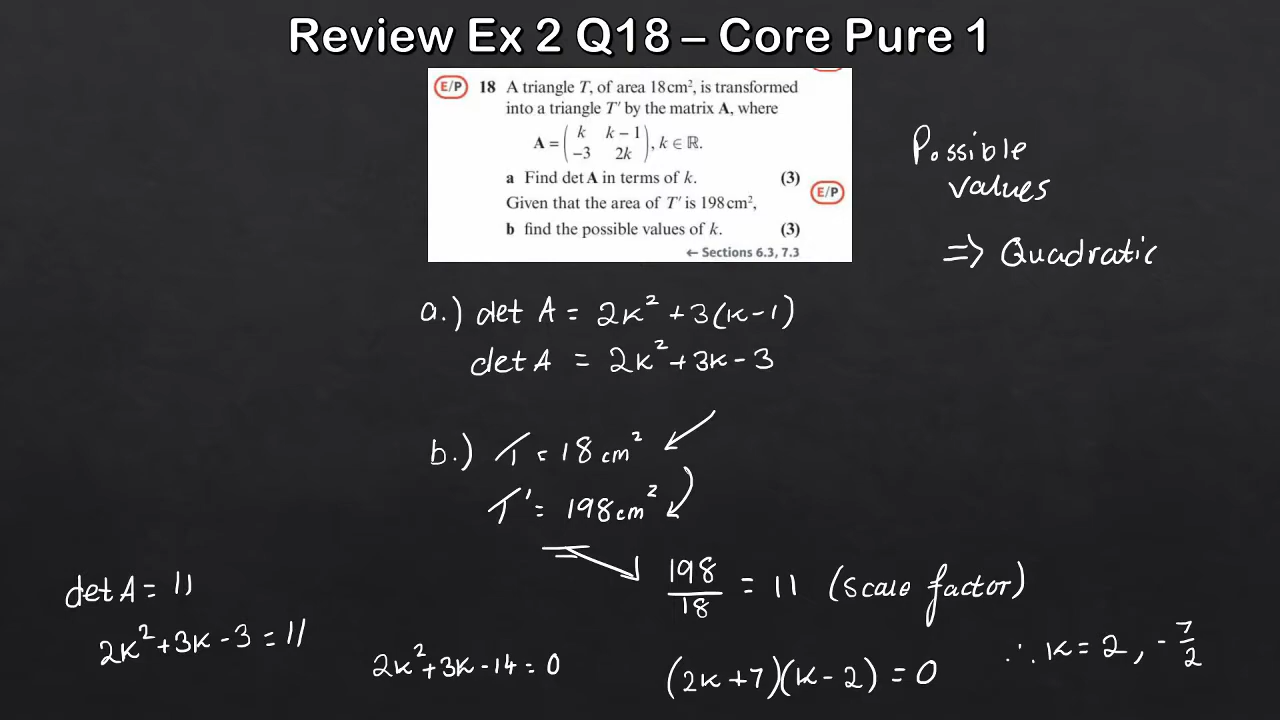 Review Ex 2 Q18 – Core Pure 1
E/P 18 A triangle T, of area 18 cm², is transformed
into a triangle T′ by the matrix A, where
A = ( k k − 1
−3 2k ), k ∈ ℝ.
a Find det A in terms of k. (3)
E/P
Given that the area of T′ is 198 cm²,
b find the possible values of k. (3)
← Sections 6.3, 7.3
Possible
values
=> Quadratic
a.) det A = 2k² + 3(k-1)
det A = 2k² + 3k - 3
b.) T = 18 cm²
T' = 198 cm²
198/18 = 11 (scale factor)
det A = 11
2k² + 3k - 3 = 11
2k² + 3k - 14 = 0
(2k + 7)(k - 2) = 0
∴ k = 2, -7/2